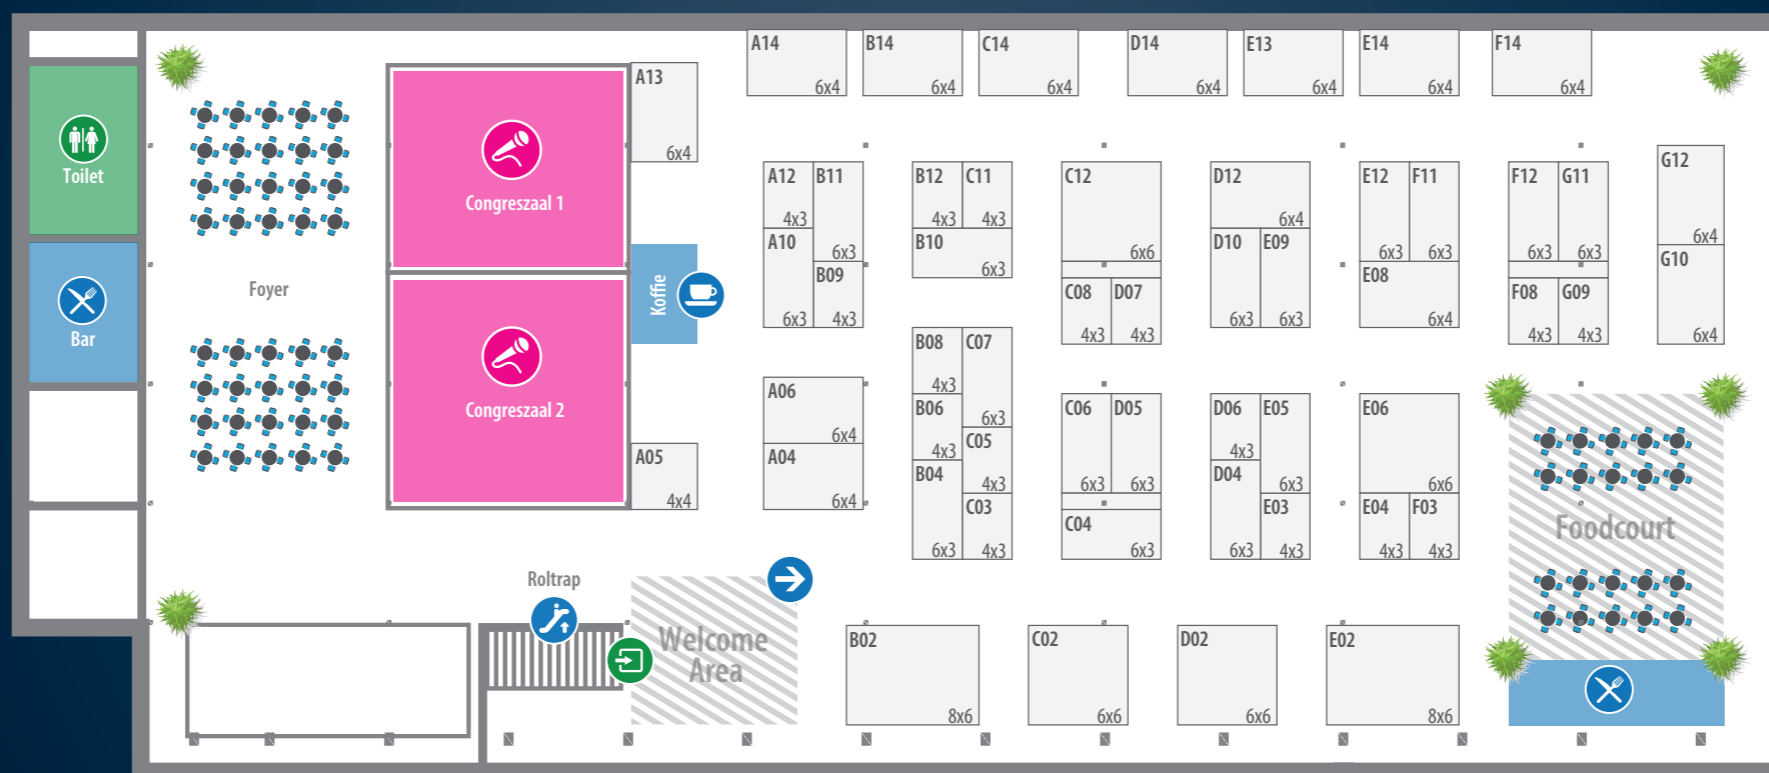 A14
6x4
B14
6x4
C14
6x4
D14
6x4
E13
6x4
E14
6x4
F14
6x4
A13
6x4
Toilet
Congreszaal 1
A12
4x3
B11
6x3
B12
4x3
C11
4x3
C12
6x6
D12
6x4
E12
6x3
F11
6x3
F12
6x3
G11
6x3
G12
6x4
A10
6x3
B09
4x3
B10
6x3
D10
6x3
E09
6x3
E08
6x4
G10
6x4
C08
4x3
D07
4x3
F08
4x3
G09
4x3
Foyer
Koffie
Bar
Congreszaal 2
B08
4x3
C07
6x3
A06
6x4
B06
4x3
C05
4x3
C06
6x3
D05
6x3
D06
4x3
E05
6x3
E06
6x6
A05
4x4
A04
6x4
B04
6x3
C03
4x3
C04
6x3
D04
6x3
E03
4x3
E04
4x3
F03
4x3
Foodcourt
Roltrap
Welcome
Area
B02
8x6
C02
6x6
D02
6x6
E02
8x6